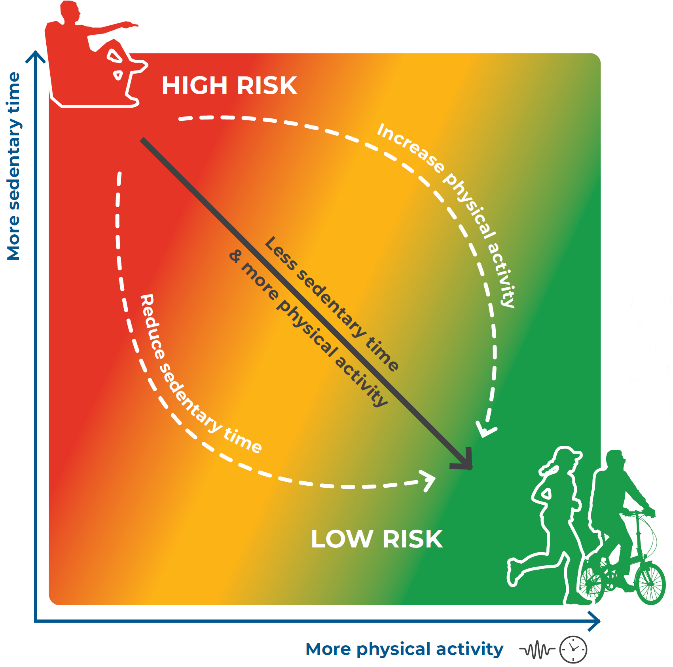 HIGH RISK
More sedentary time
Increase physical activity
Less sedentary time
& more physical activity
Reduce sedentary time
LOW RISK
More physical activity